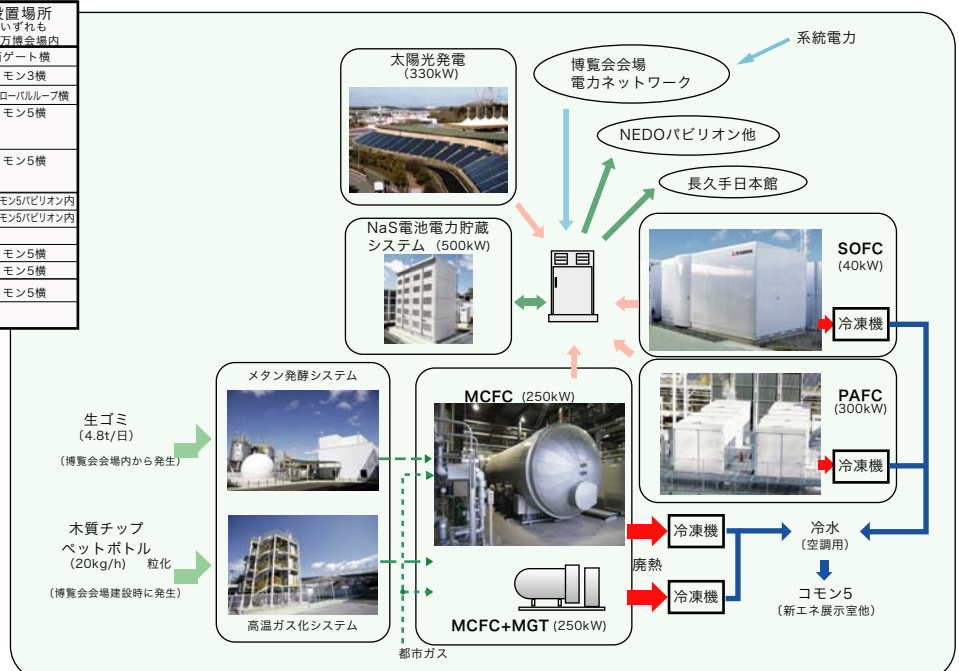 設置場所
いずれも
万博会場内
ゲート横
モン3横
ローバルループ横
モン5横
モン5横
モン5パビリオン内
モン5パビリオン内
モン5横
モン5横
モン5横
系統電力
博覧会会場
電力ネットワーク
太陽光発電
(330kW)
NEDOパビリオン他
長久手日本館
NaS電池電力貯蔵
システム (500kW)
SOFC
(40kW)
冷凍機
PAFC
(300kW)
冷凍機
メタン発酵システム
MCFC (250kW)
生ゴミ
(4.8t/日)
(博覧会会場内から発生)
木質チップ
ペットボトル
(20kg/h) 粒化
(博覧会会場建設時に発生)
高温ガス化システム
都市ガス
MCFC+MGT (250kW)
廃熱
冷凍機
冷凍機
冷水
(空調用)
コモン5
(新エネ展示室他)